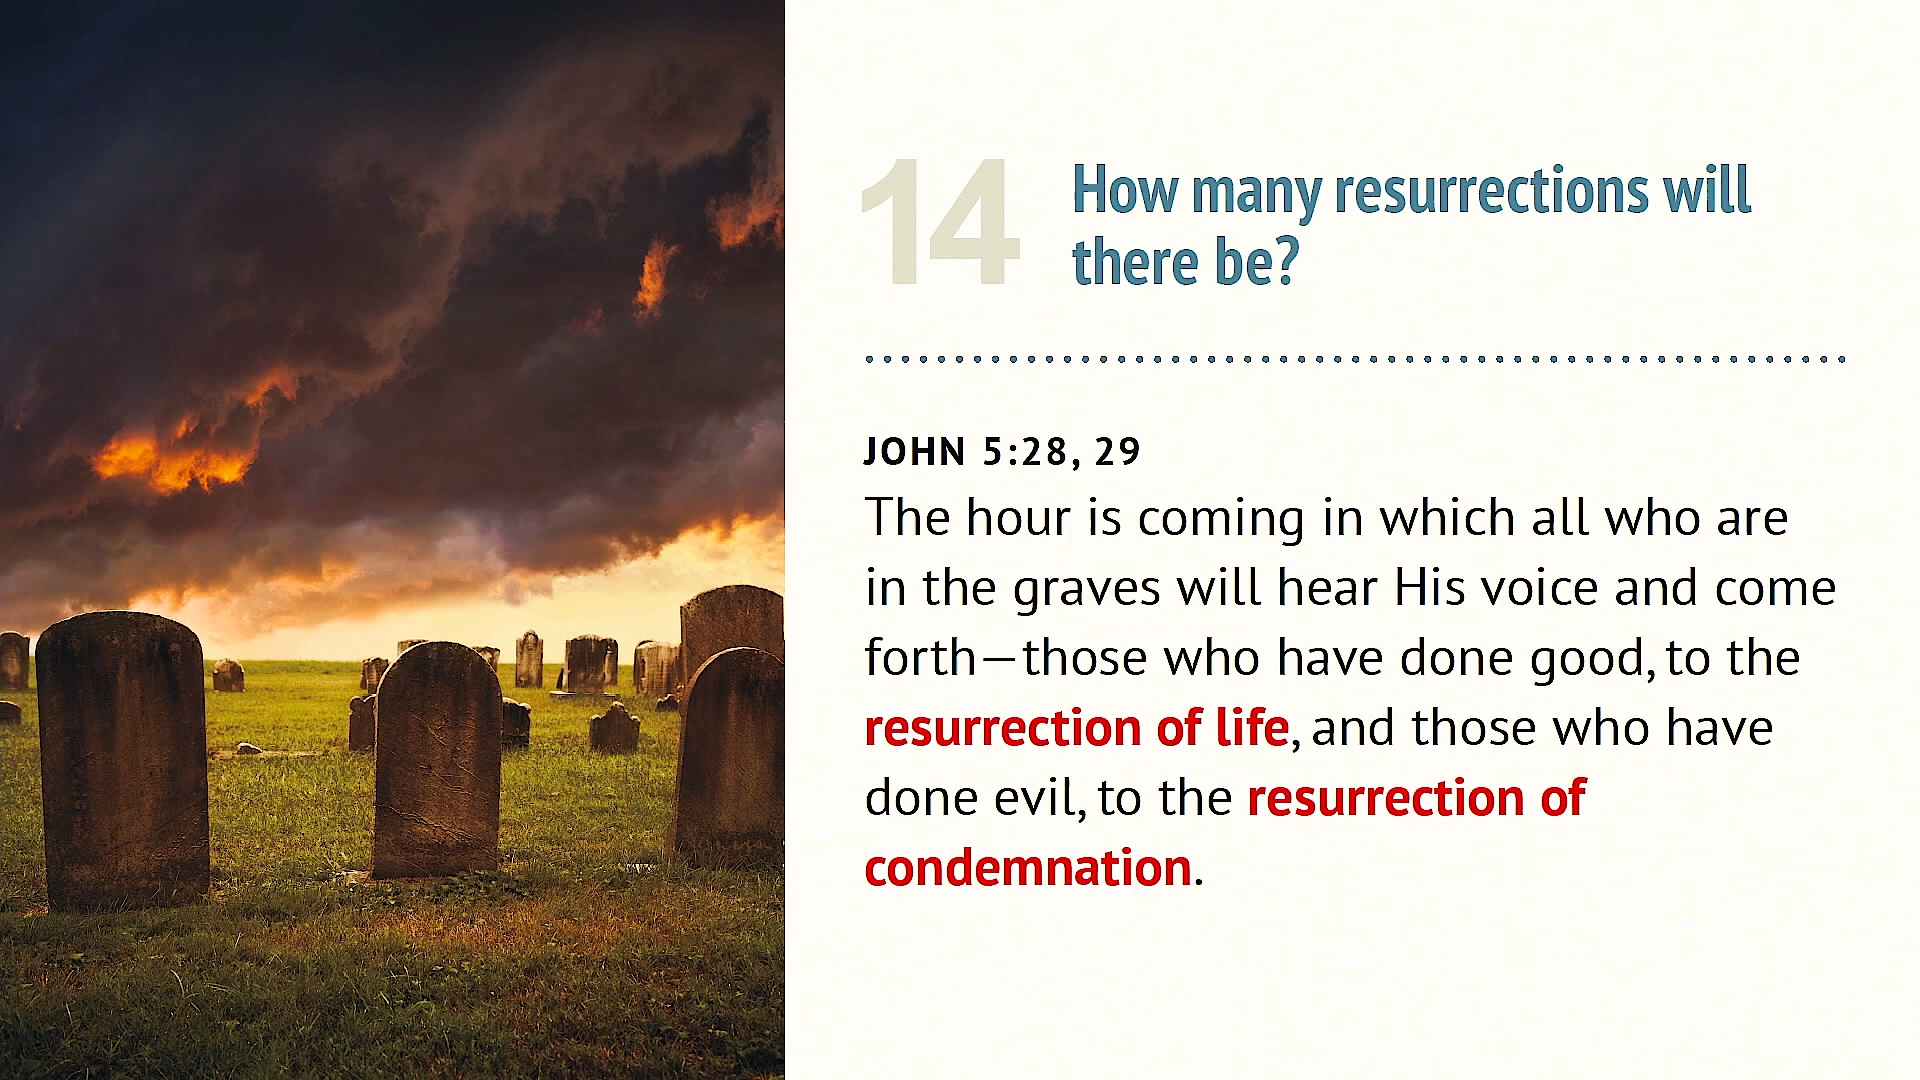 14
How many resurrections will
there be?
JOHN 5:28, 29
The hour is coming in which all who are
in the graves will hear His voice and come
forth—those who have done good, to the
resurrection of life, and those who have
done evil, to the resurrection of
condemnation.